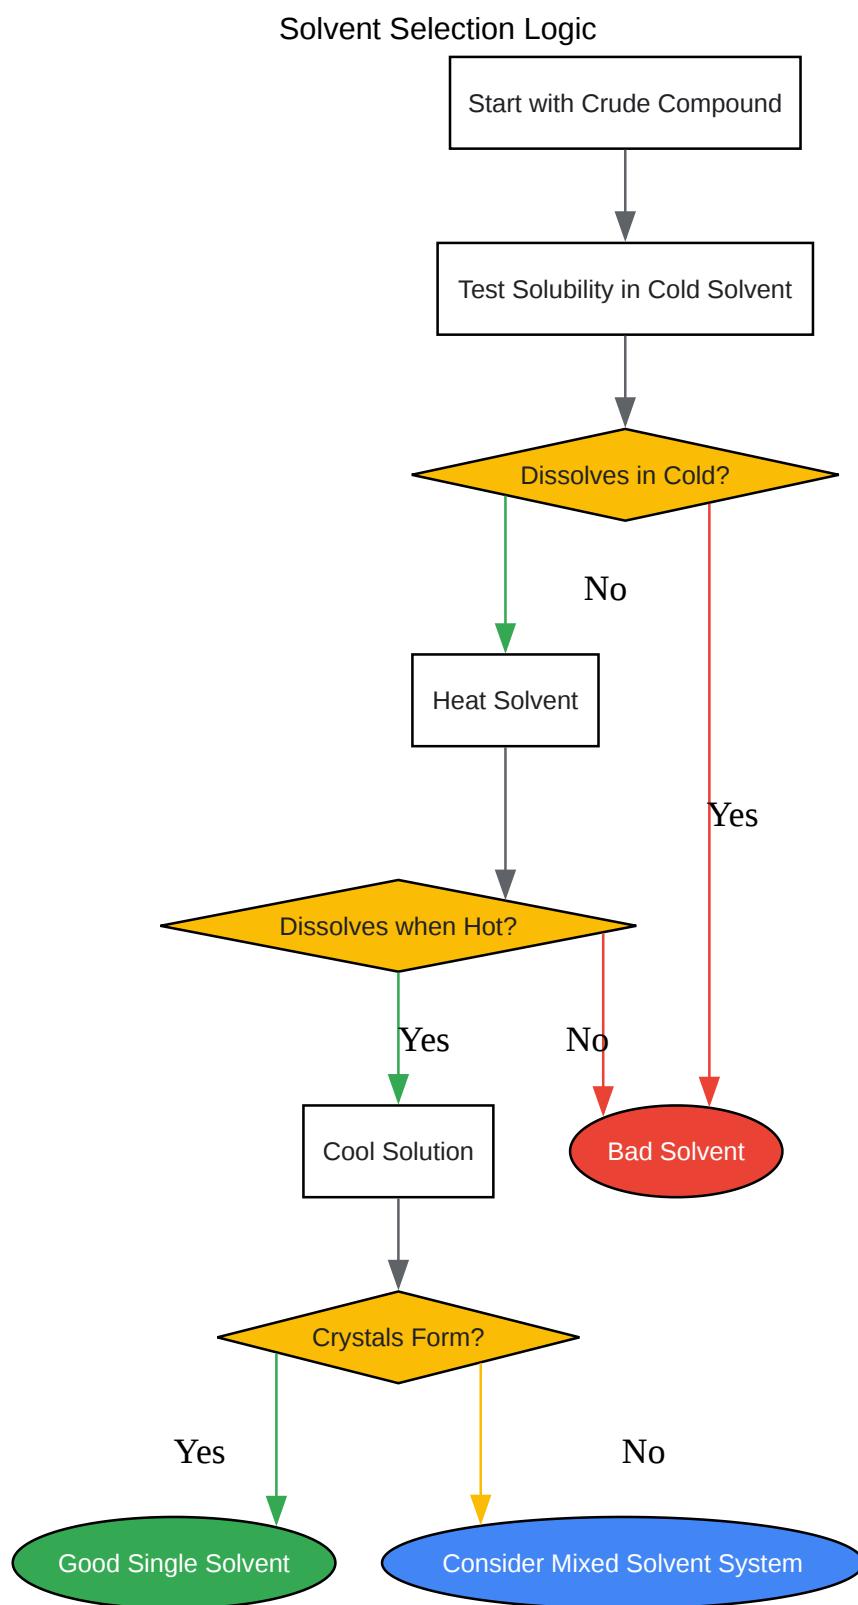 Solvent Selection Logic
Start with Crude Compound
Test Solubility in Cold Solvent
Dissolves in Cold?
No
Heat Solvent
Yes
Dissolves when Hot?
Yes
No
Cool Solution
Bad Solvent
Crystals Form?
Yes
No
Good Single Solvent
Consider Mixed Solvent System